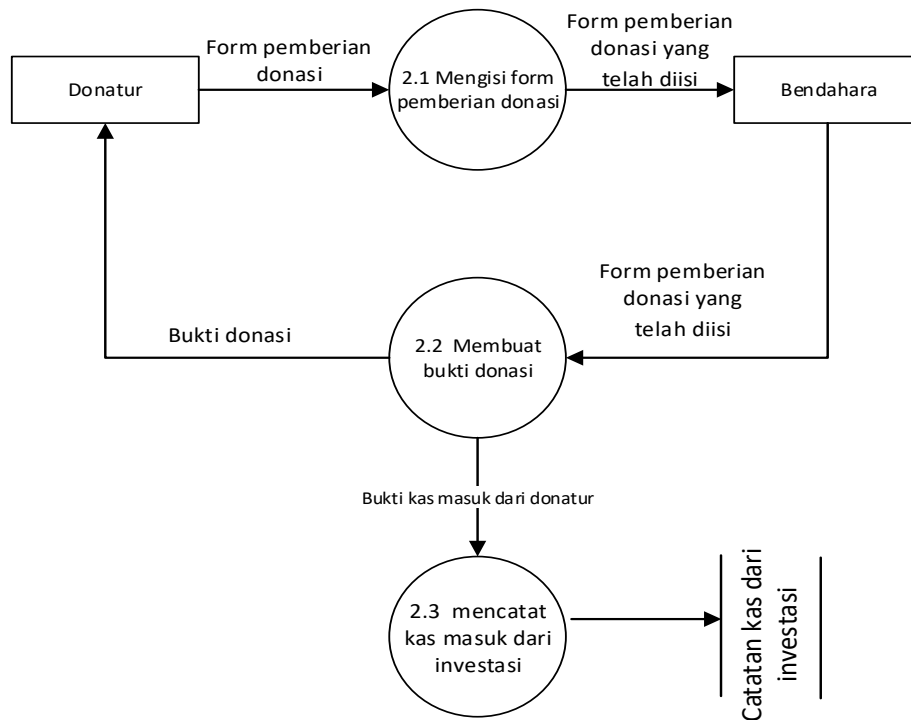 Form pemberian
donasi
Form pemberian
donasi yang
telah diisi
Donatur
2.1 Mengisi form
pemberian donasi
Bendahara
Form pemberian
donasi yang
telah diisi
Bukti donasi
2.2 Membuat
bukti donasi
Bukti kas masuk dari donatur
2.3 mencatat
kas masuk dari
investasi
Catatan kas dari
investasi